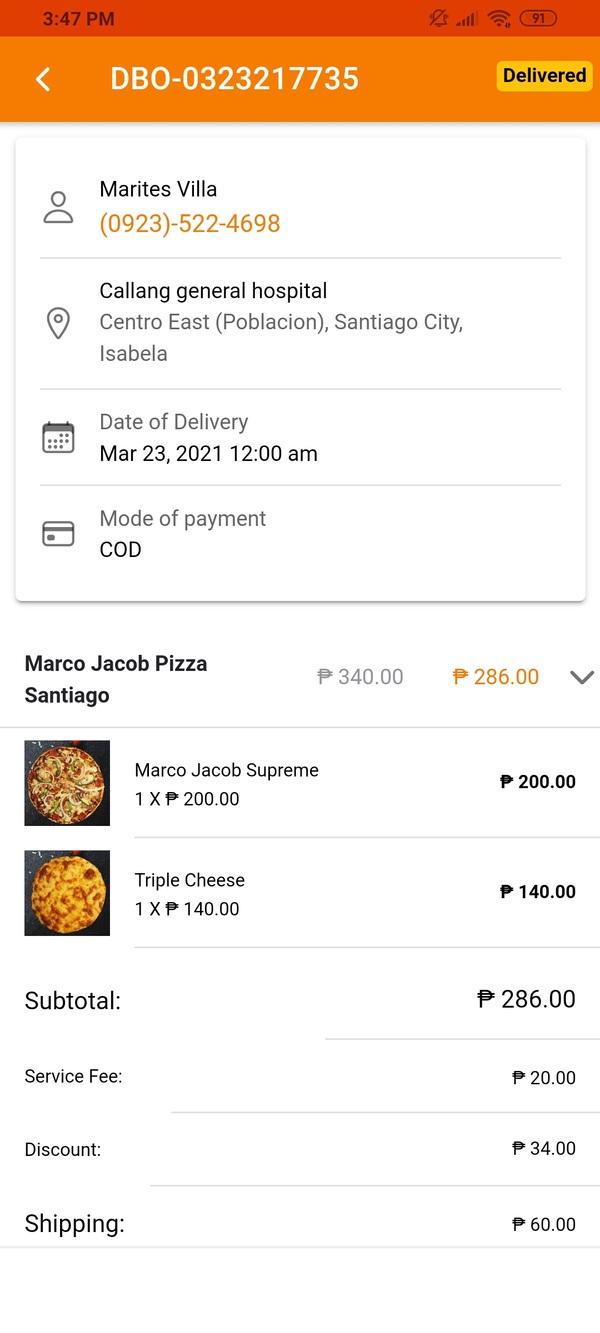 3:47 PM
91
DBO-0323217735
Delivered
Marites Villa
(0923)-522-4698
Callang general hospital
Centro East (Poblacion), Santiago City,
Isabela
Date of Delivery
Mar 23, 2021 12:00 am
Mode of payment
COD
Marco Jacob Pizza
Santiago
₱ 340.00
₱ 286.00
Marco Jacob Supreme
1 X ₱ 200.00
₱ 200.00
Triple Cheese
1 X ₱ 140.00
₱ 140.00
Subtotal:
₱ 286.00
Service Fee:
₱ 20.00
Discount:
₱ 34.00
Shipping:
₱ 60.00